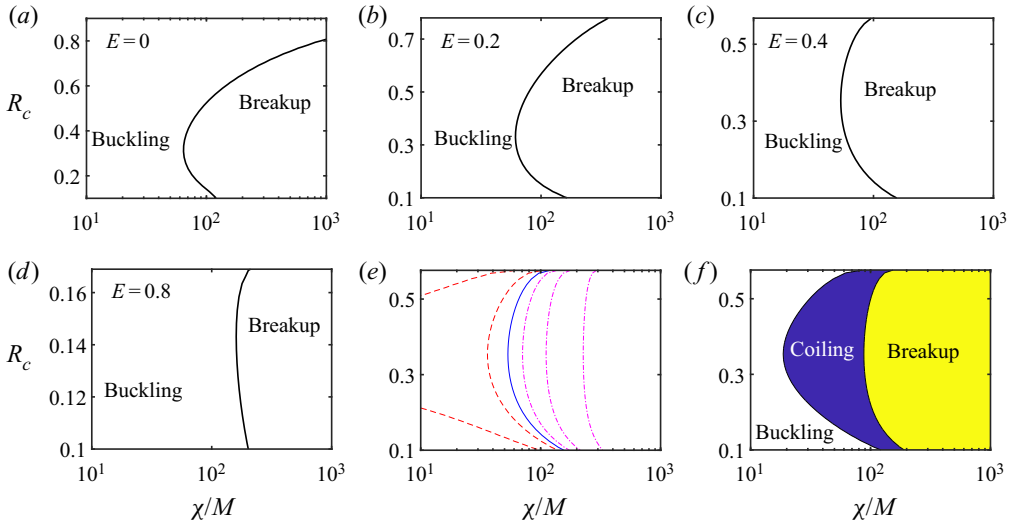 (a) (b) (c)
E = 0 E = 0.2 E = 0.4
0.8 0.6 0.4 0.2
0.7 0.5 0.3 0.1
0.5 0.3 0.1
R_c
Buckling Breakup
Buckling Breakup
Buckling Breakup
10^1 10^2 10^3
10^1 10^2 10^3
10^1 10^2 10^3
(d) (e) (f)
E = 0.8
0.16 0.14 0.12 0.1
0.5 0.3 0.1
0.5 0.3 0.1
R_c
Buckling Breakup
Coiling Breakup
Buckling
10^1 10^2 10^3
10^1 10^2 10^3
10^1 10^2 10^3
χ/M χ/M χ/M